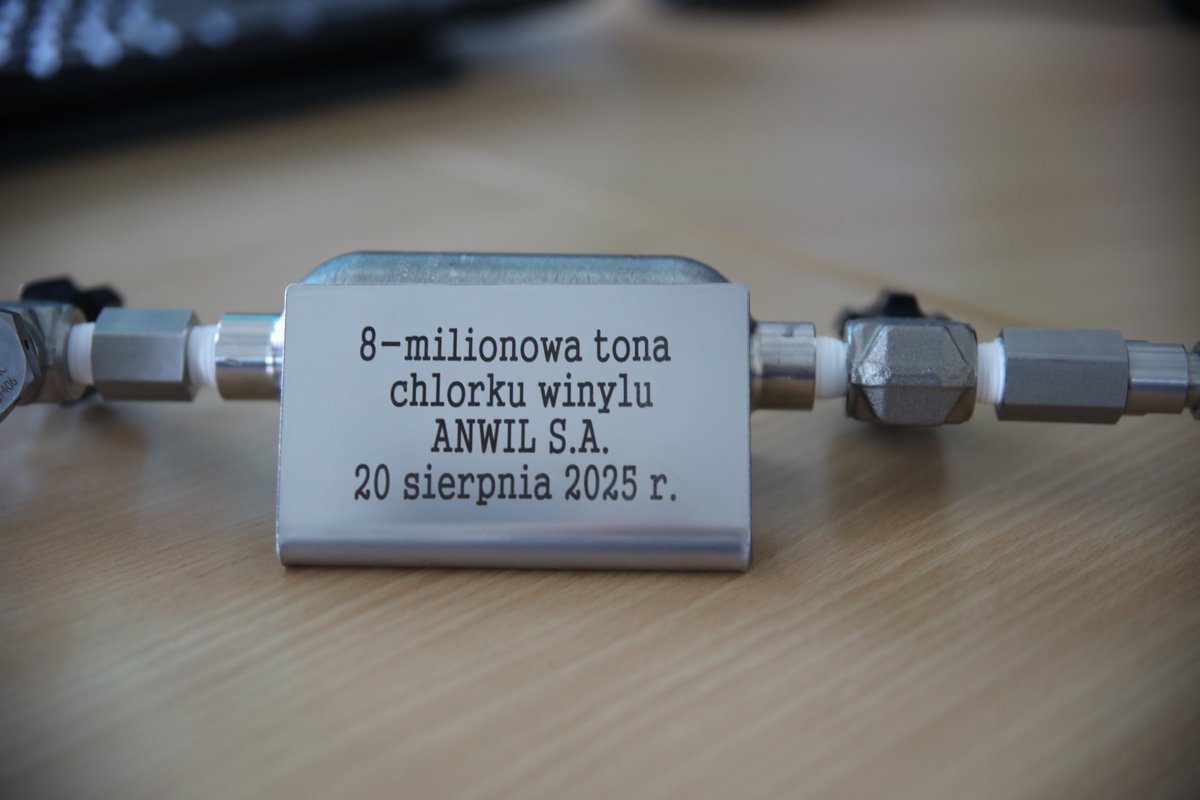 8-milionowa tona
chlorku winylu
ANWIL S.A.
20 sierpnia 2025 r.